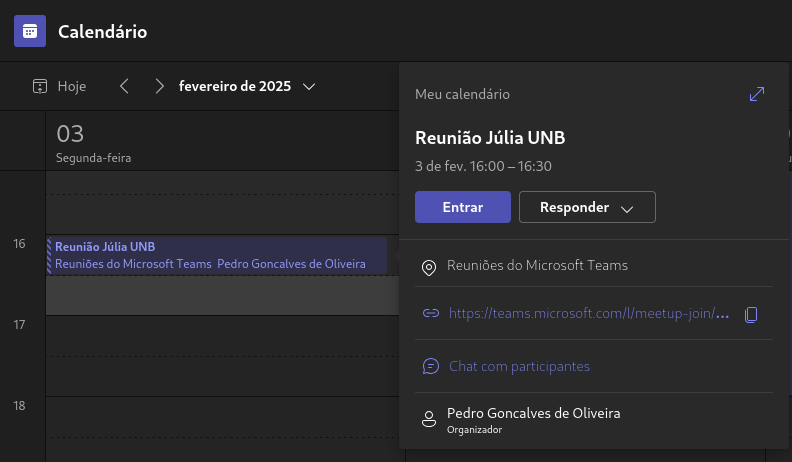 Calendário
Hoje
fevereiro de 2025
03
Segunda-feira
16
Reunião Júlia UNB
Reuniões do Microsoft Teams Pedro Goncalves de Oliveira
17
18
Meu calendário
Reunião Júlia UNB
3 de fev. 16:00 – 16:30
Entrar
Responder
Reuniões do Microsoft Teams
https://teams.microsoft.com/l/meetup-join/...
Chat com participantes
Pedro Goncalves de Oliveira
Organizador